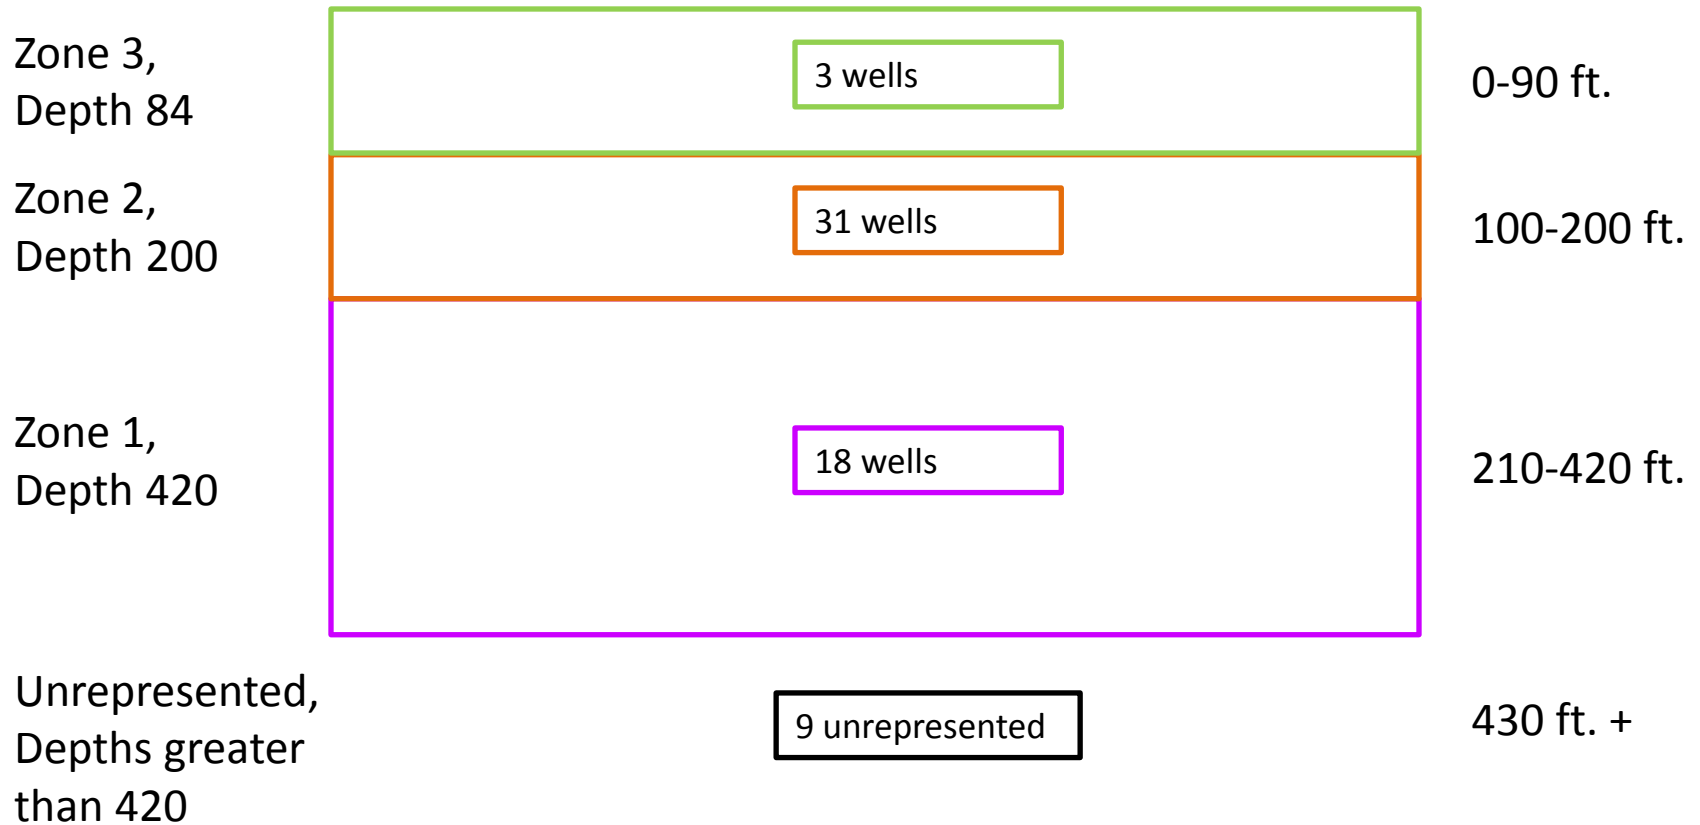 Zone 3,
Depth 84
3 wells
0-90 ft.
Zone 2,
Depth 200
31 wells
100-200 ft.
Zone 1,
Depth 420
18 wells
210-420 ft.
Unrepresented,
Depths greater
than 420
9 unrepresented
430 ft. +